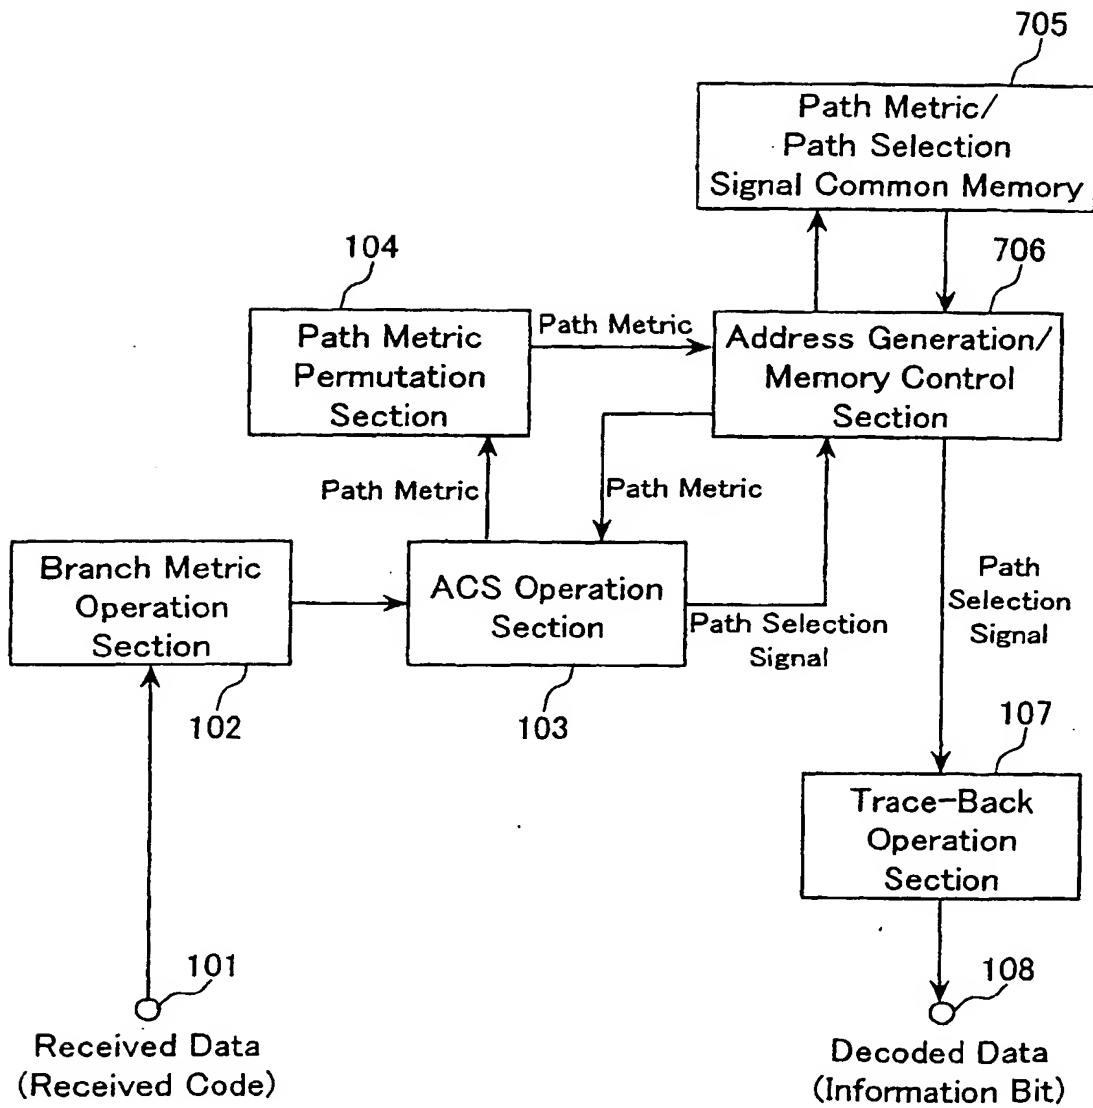 705
Path Metric/
Path Selection
Signal Common Memory
104
706
Path Metric
Permutation
Section
Path Metric
Address Generation/
Memory Control
Section
Path Metric
Path Metric
Branch Metric
Operation
Section
ACS Operation
Section
Path Selection
Signal
Path
Selection
Signal
102
103
107
Trace-Back
Operation
Section
101
108
Received Data
(Received Code)
Decoded Data
(Information Bit)